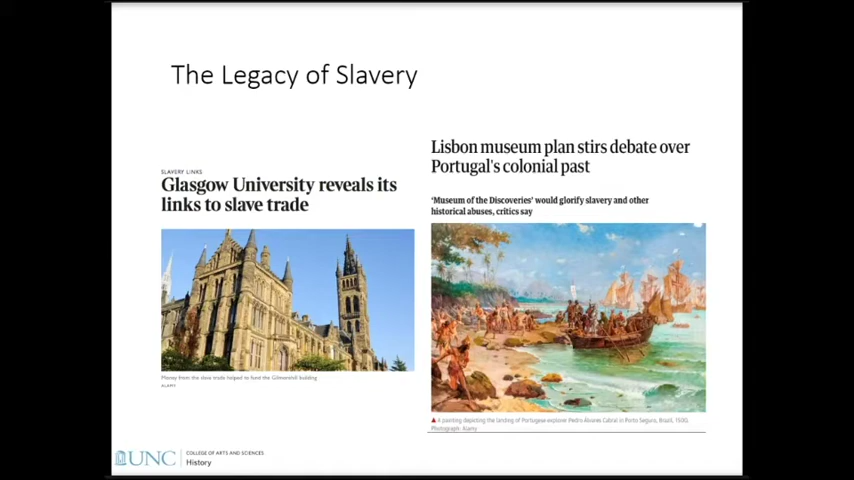 The Legacy of Slavery
SLAVERY LINKS
Glasgow University reveals its
links to slave trade
Money from the slave trade helped to fund the Gilmorehill building
ALAMY
Lisbon museum plan stirs debate over
Portugal's colonial past
'Museum of the Discoveries' would glorify slavery and other
historical abuses, critics say
A painting depicting the landing of Portugese explorer Pedro Álvares Cabral in Porto Seguro, Brazil, 1500.
Photograph: Alamy
UNC
COLLEGE OF ARTS AND SCIENCES
History